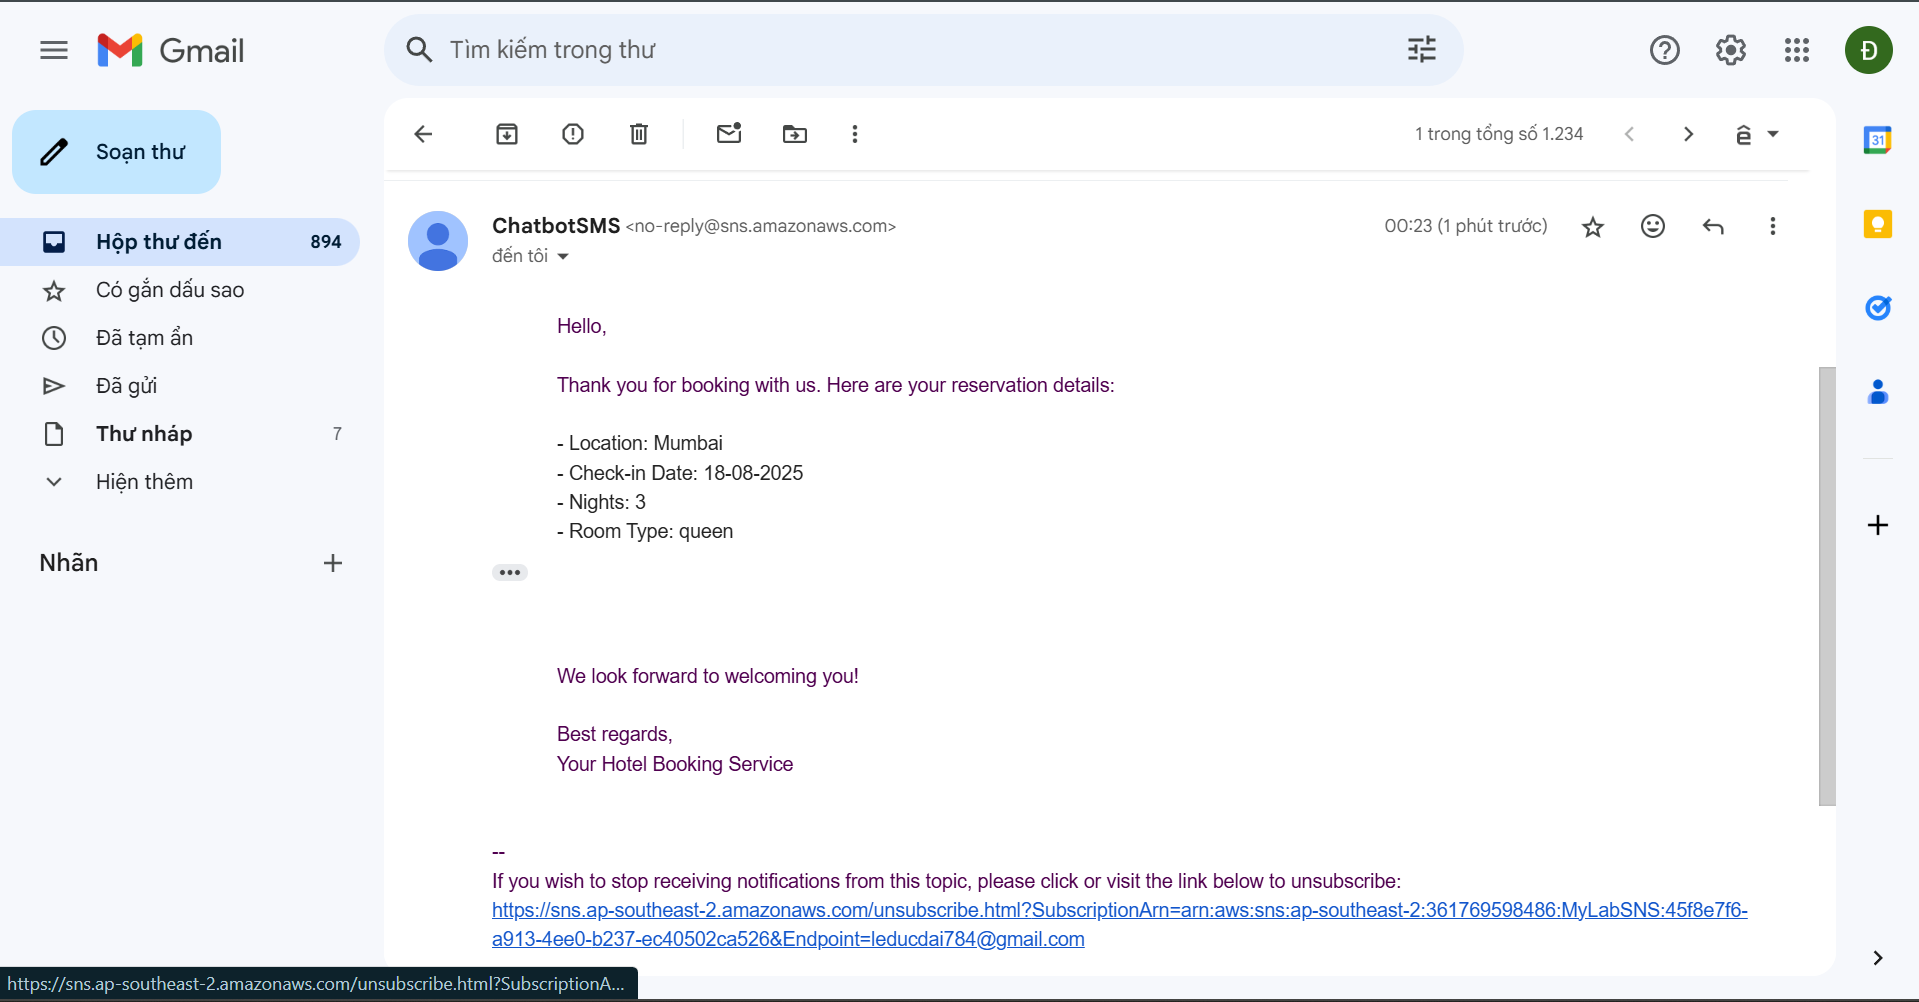 Gmail
Tìm kiếm trong thư
Đ
Soạn thư
1 trong tổng số 1.234
ê
31
Hộp thư đến 894
Có gắn dấu sao
Đã tạm ẩn
Đã gửi
Thư nháp 7
Hiện thêm
Nhãn
ChatbotSMS <no-reply@sns.amazonaws.com>
00:23 (1 phút trước)
đến tôi
Hello,
Thank you for booking with us. Here are your reservation details:
- Location: Mumbai
- Check-in Date: 18-08-2025
- Nights: 3
- Room Type: queen
We look forward to welcoming you!
Best regards,
Your Hotel Booking Service
--
If you wish to stop receiving notifications from this topic, please click or visit the link below to unsubscribe:
https://sns.ap-southeast-2.amazonaws.com/unsubscribe.html?SubscriptionArn=arn:aws:sns:ap-southeast-2:361769598486:MyLabSNS:45f8e7f6-
a913-4ee0-b237-ec40502ca526&Endpoint=leducdai784@gmail.com
https://sns.ap-southeast-2.amazonaws.com/unsubscribe.html?SubscriptionA...